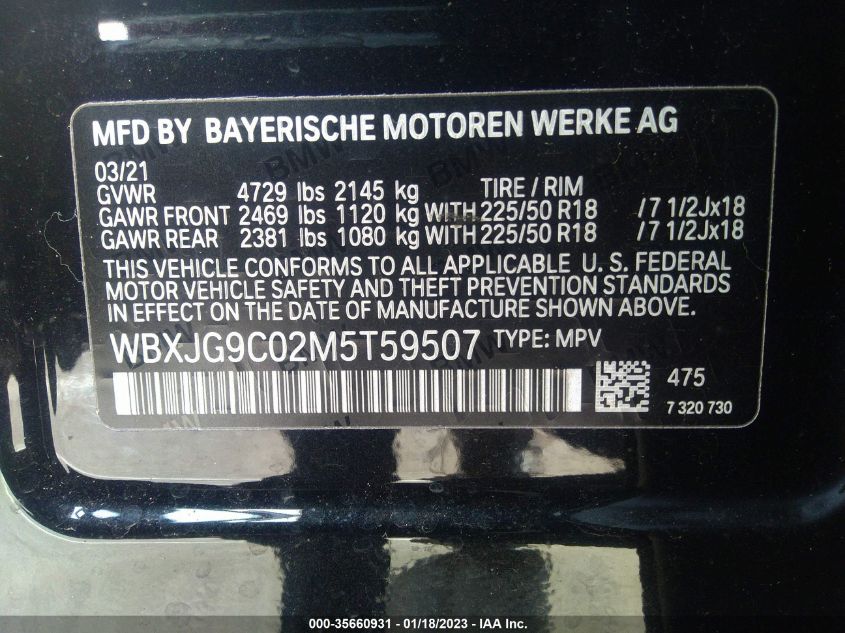 MFD BY BAYERISCHE MOTOREN WERKE AG
03/21
GVWR 4729 lbs 2145 kg TIRE / RIM
GAWR FRONT 2469 lbs 1120 kg WITH 225/50 R18 /7 1/2Jx18
GAWR REAR 2381 lbs 1080 kg WITH 225/50 R18 /7 1/2Jx18
THIS VEHICLE CONFORMS TO ALL APPLICABLE U. S. FEDERAL
MOTOR VEHICLE SAFETY AND THEFT PREVENTION STANDARDS
IN EFFECT ON THE DATE OF MANUFACTURE SHOWN ABOVE.
WBXJG9C02M5T59507 TYPE: MPV
475
7 320 730
000-35660931 - 01/18/2023 - IAA Inc.